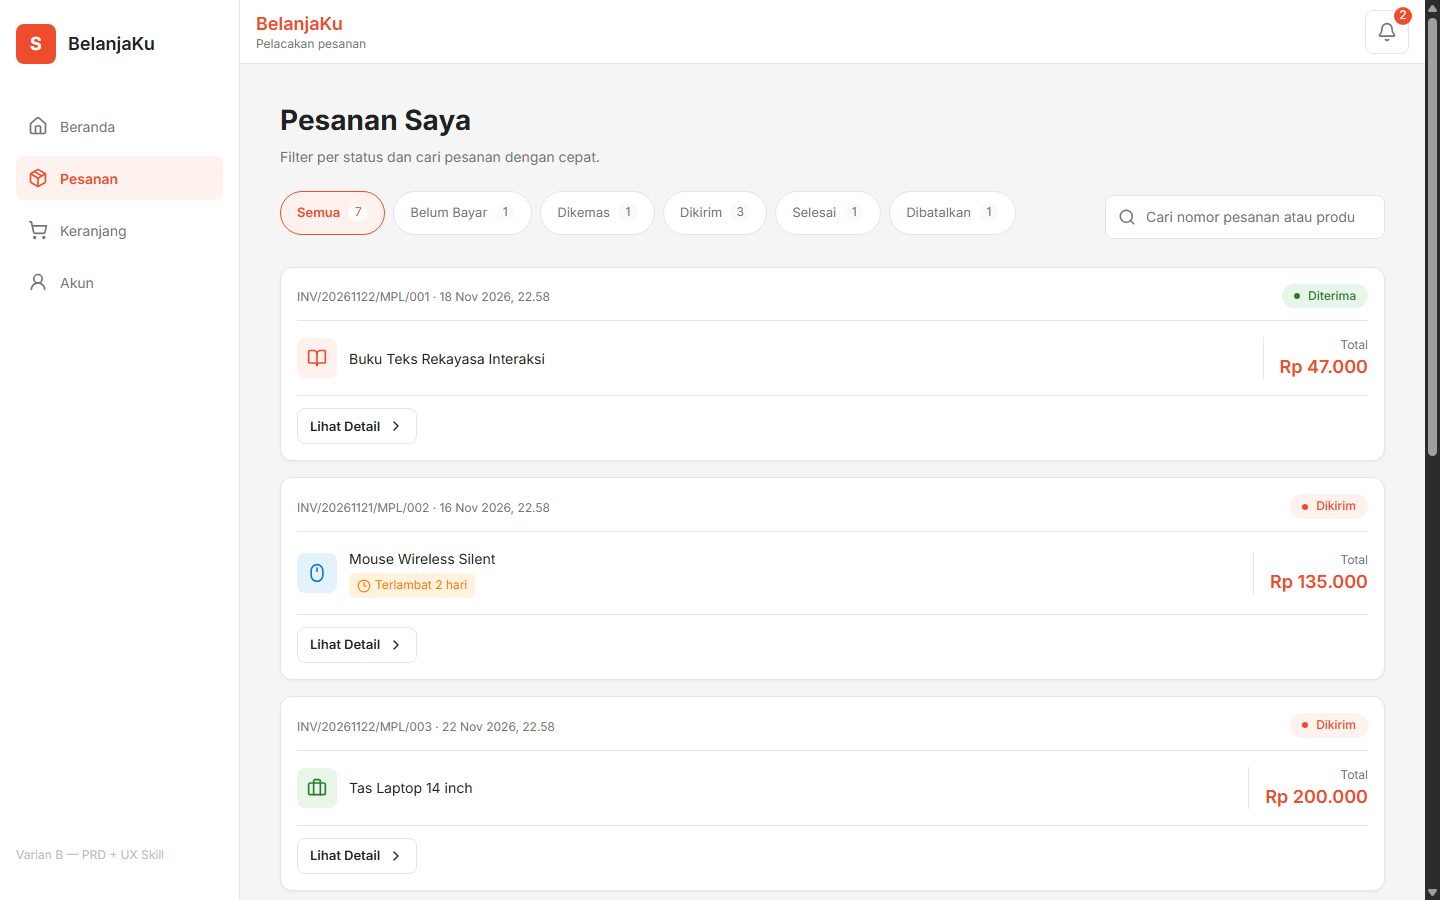 S BelanjaKu
Beranda
Pesanan
Keranjang
Akun
Varian B — PRD + UX Skill
BelanjaKu
Pelacakan pesanan
2
Pesanan Saya
Filter per status dan cari pesanan dengan cepat.
Semua 7
Belum Bayar 1
Dikemas 1
Dikirim 3
Selesai 1
Dibatalkan 1
Cari nomor pesanan atau produ
INV/20261122/MPL/001 · 18 Nov 2026, 22.58
Diterima
Buku Teks Rekayasa Interaksi
Total
Rp 47.000
Lihat Detail
INV/20261121/MPL/002 · 16 Nov 2026, 22.58
Dikirim
Mouse Wireless Silent
Terlambat 2 hari
Total
Rp 135.000
Lihat Detail
INV/20261122/MPL/003 · 22 Nov 2026, 22.58
Dikirim
Tas Laptop 14 inch
Total
Rp 200.000
Lihat Detail